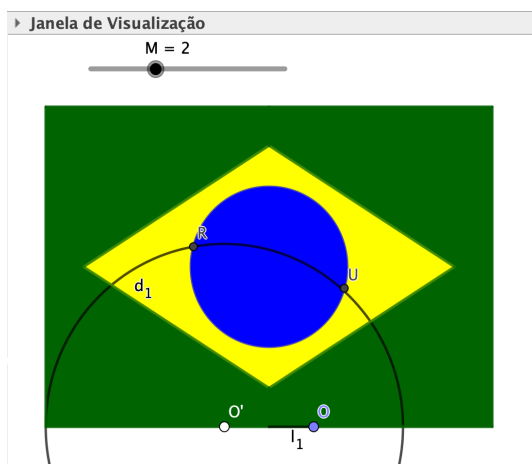 Janela de Visualização
M = 2
R
U
d₁
O'
O
l₁